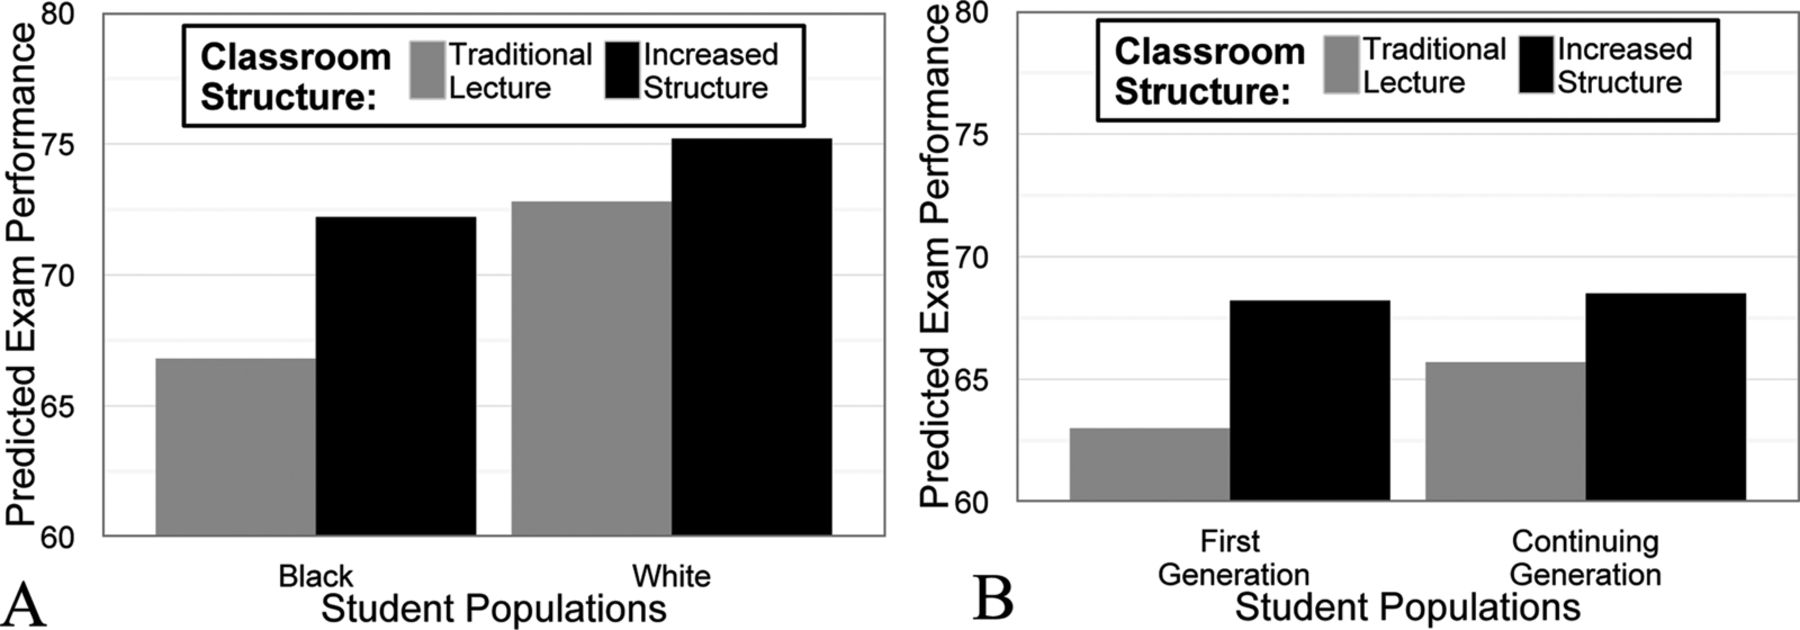 Predicted Exam Performance
80
75
70
65
60
Classroom
Structure:
Traditional
Lecture
Increased
Structure
Black
White
Student Populations
A
Predicted Exam Performance
80
75
70
65
60
Classroom
Structure:
Traditional
Lecture
Increased
Structure
First
Generation
Continuing
Generation
Student Populations
B